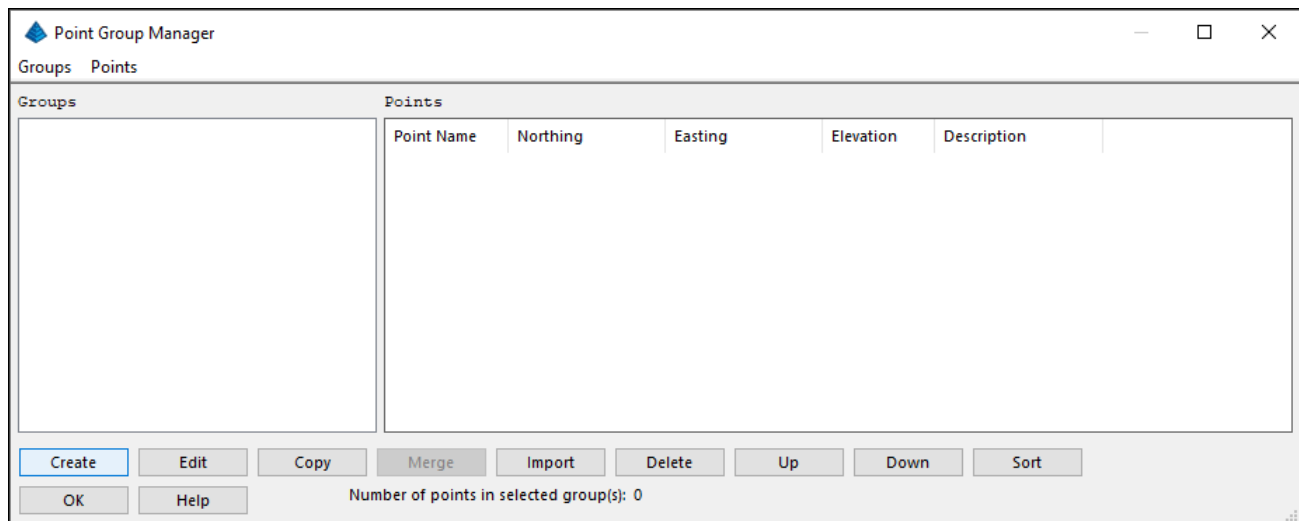 Point Group Manager
Groups Points
Groups Points
Point Name Northing Easting Elevation Description
Create Edit Copy Merge Import Delete Up Down Sort
OK Help Number of points in selected group(s): 0